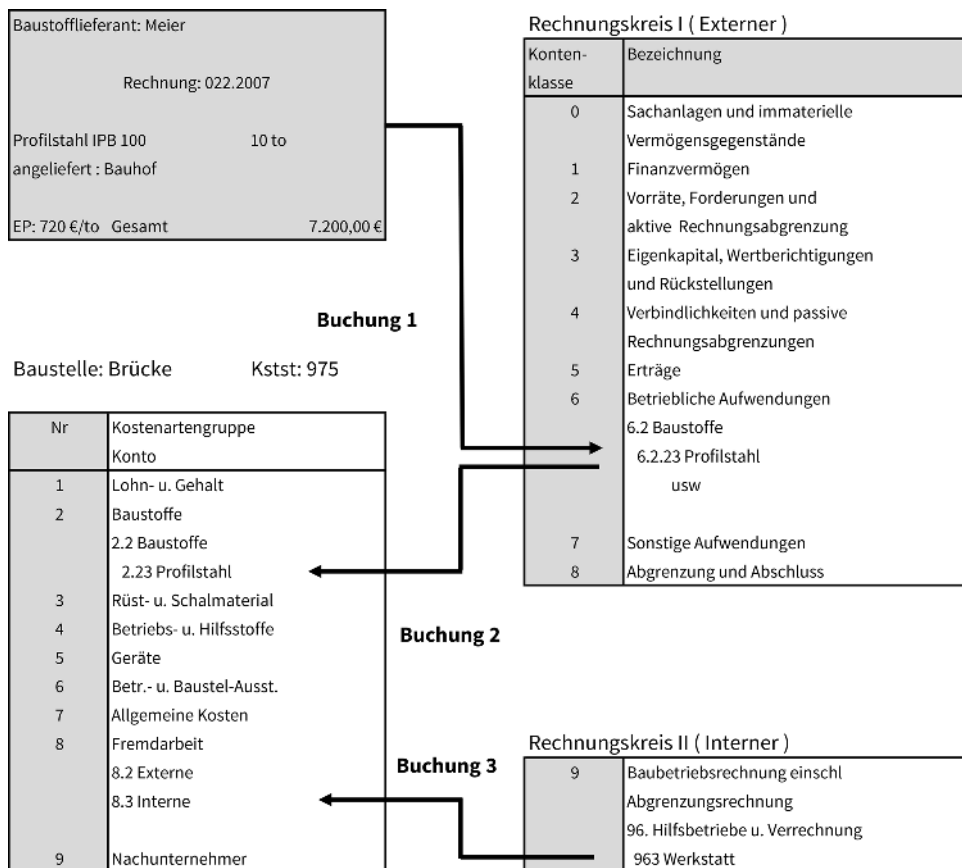 Baustofflieferant: Meier
Rechnung: 022.2007
Profilstahl IPB 100 10 to
angeliefert : Bauhof
EP: 720 €/to Gesamt 7.200,00 €
Rechnungskreis I ( Externer )
Konten-
klasse
Bezeichnung
0 Sachanlagen und immaterielle
Vermögensgegenstände
1 Finanzvermögen
2 Vorräte, Forderungen und
aktive Rechnungsabgrenzung
3 Eigenkapital, Wertberichtigungen
und Rückstellungen
4 Verbindlichkeiten und passive
Rechnungsabgrenzungen
5 Erträge
6 Betriebliche Aufwendungen
6.2 Baustoffe
6.2.23 Profilstahl
usw
7 Sonstige Aufwendungen
8 Abgrenzung und Abschluss
Buchung 1
Baustelle: Brücke Kstst: 975
Nr Kostenartengruppe
Konto
1 Lohn- u. Gehalt
2 Baustoffe
2.2 Baustoffe
2.23 Profilstahl
3 Rüst- u. Schalmaterial
4 Betriebs- u. Hilfsstoffe
5 Geräte
6 Betr.- u. Baustel-Ausst.
7 Allgemeine Kosten
8 Fremdarbeit
8.2 Externe
8.3 Interne
9 Nachunternehmer
Buchung 2
Buchung 3
Rechnungskreis II ( Interner )
9 Baubetriebsrechnung einschl
Abgrenzungsrechnung
96. Hilfsbetriebe u. Verrechnung
963 Werkstatt